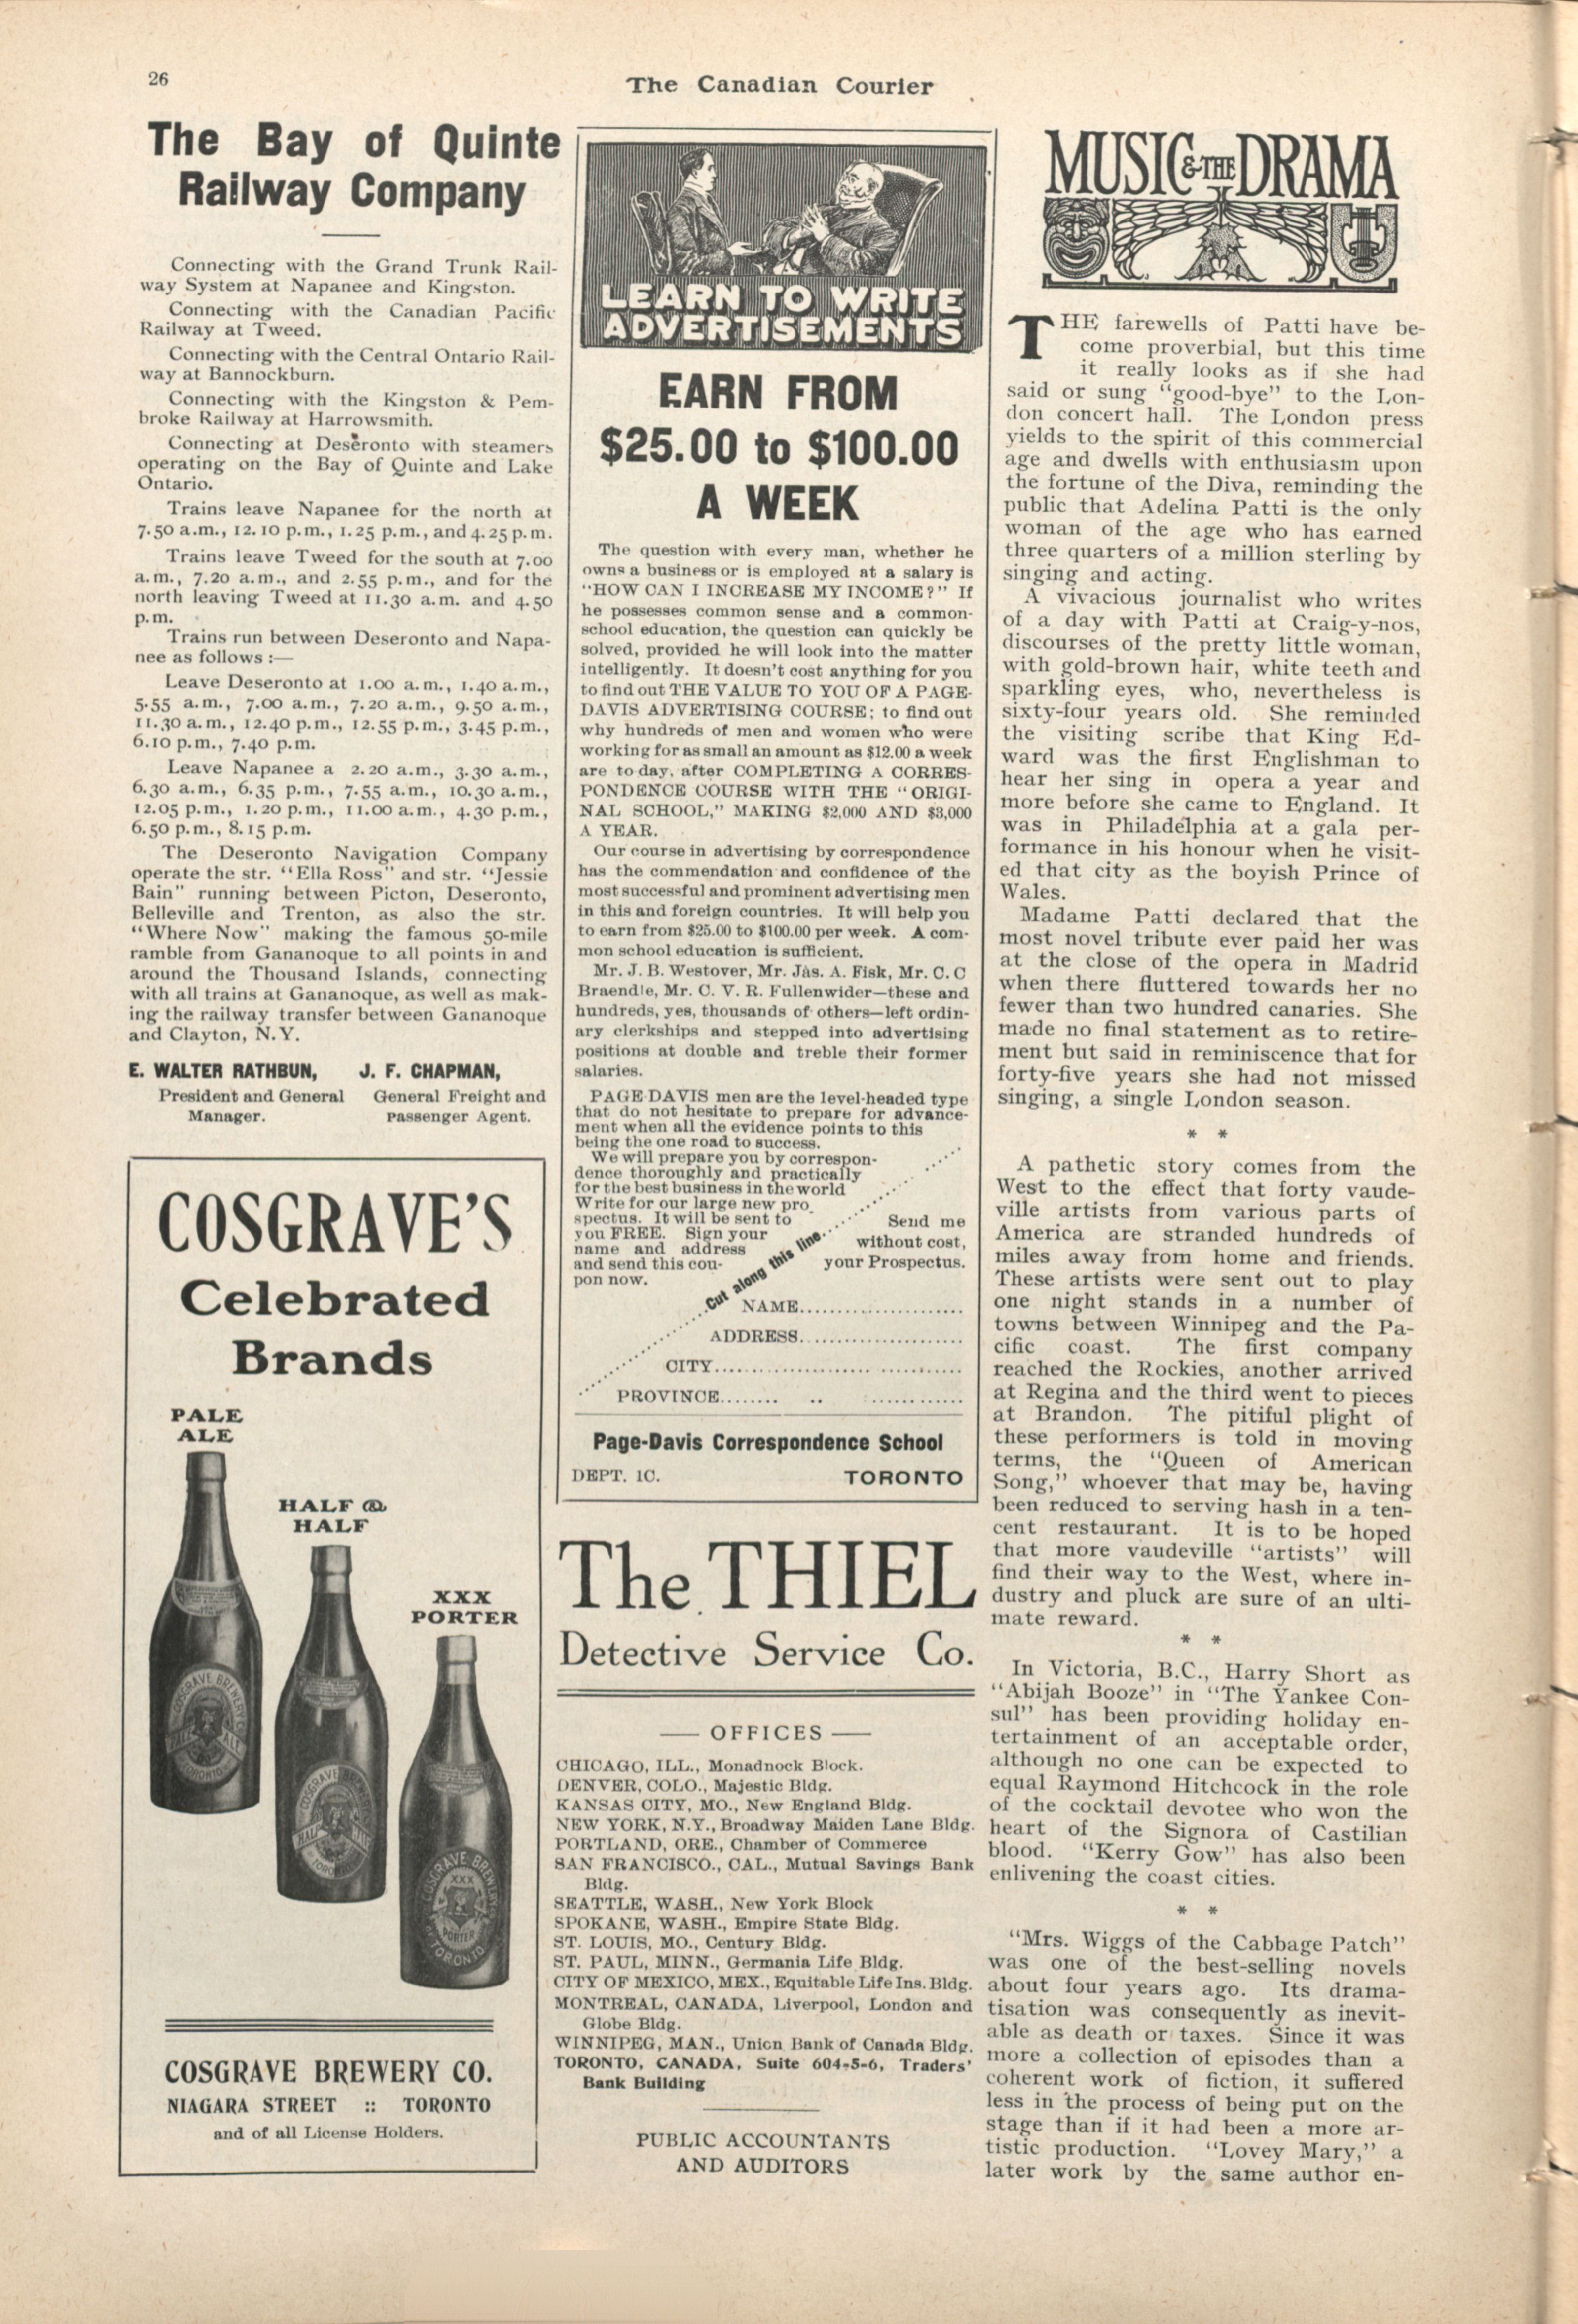 26
The Canadian Courier
The Bay of Quinte
Railway Company
Connecting with the Grand Trunk Rail-
way System at Napanee and Kingston.
Connecting with the Canadian Pacific
Railway at Tweed.
Connecting with the Central Ontario Rail-
way at Bannockburn.
Connecting with the Kingston & Pem-
broke Railway at Harrowsmith.
Connecting at Deseronto with steamers
operating on the Bay of Quinte and Lake
Ontario.
Trains leave Napanee for the north at
7.50 a.m., 12.10 p.m., 1.25 p.m., and 4.25 p.m.
Trains leave Tweed for the south at 7.00
a.m., 7.20 a.m., and 2.55 p.m., and for the
north leaving Tweed at 11.30 a.m. and 4.50
p.m.
Trains run between Deseronto and Napa-
nee as follows :—
Leave Deseronto at 1.00 a.m., 1.40 a.m.,
5.55 a.m., 7.00 a.m., 7.20 a.m., 9.50 a.m.,
11.30 a.m., 12.40 p.m., 12.55 p.m., 3.45 p.m.,
6.10 p.m., 7.40 p.m.
Leave Napanee a 2.20 a.m., 3.30 a.m.,
6.30 a.m., 6.35 p.m., 7.55 a.m., 10.30 a.m.,
12.05 p.m., 1.20 p.m., 11.00 a.m., 4.30 p.m.,
6.50 p.m., 8.15 p.m.
The Deseronto Navigation Company
operate the str. "Ella Ross" and str. "Jessie
Bain" running between Picton, Deseronto,
Belleville and Trenton, as also the str.
"Where Now" making the famous 50-mile
ramble from Gananoque to all points in and
around the Thousand Islands, connecting
with all trains at Gananoque, as well as mak-
ing the railway transfer between Gananoque
and Clayton, N.Y.
E. WALTER RATHBUN, J. F. CHAPMAN,
President and General General Freight and
Manager. Passenger Agent.
COSGRAVE'S
Celebrated
Brands
PALE
ALE
HALF @
HALF
XXX
PORTER
COSGRAVE BREWERY CO.
NIAGARA STREET :: TORONTO
and of all License Holders.
LEARN TO WRITE
ADVERTISEMENTS
EARN FROM
$25.00 to $100.00
A WEEK
The question with every man, whether he
owns a business or is employed at a salary is
"HOW CAN I INCREASE MY INCOME?" If
he possesses common sense and a common-
school education, the question can quickly be
solved, provided he will look into the matter
intelligently. It doesn't cost anything for you
to find out THE VALUE TO YOU OF A PAGE-
DAVIS ADVERTISING COURSE; to find out
why hundreds of men and women who were
working for as small an amount as $12.00 a week
are to-day, after COMPLETING A CORRES-
PONDENCE COURSE WITH THE "ORIGI-
NAL SCHOOL," MAKING $2,000 AND $3,000
A YEAR.
Our course in advertising by correspondence
has the commendation and confidence of the
most successful and prominent advertising men
in this and foreign countries. It will help you
to earn from $25.00 to $100.00 per week. A com-
mon school education is sufficient.
Mr. J. B. Westover, Mr. Jas. A. Fisk, Mr. C. C
Braendle, Mr. C. V. R. Fullenwider—these and
hundreds, yes, thousands of others—left ordin-
ary clerkships and stepped into advertising
positions at double and treble their former
salaries.
PAGE-DAVIS men are the level-headed type
that do not hesitate to prepare for advance-
ment when all the evidence points to this
being the one road to success.
We will prepare you by correspon-
dence thoroughly and practically
for the best business in the world
Write for our large new pro
spectus. It will be sent to
you FREE. Sign your
name and address
and send this cou-
pon now.
Cut along this line.
Send me
without cost,
your Prospectus.
NAME
ADDRESS
CITY
PROVINCE
Page-Davis Correspondence School
DEPT. 1C. TORONTO
The THIEL
Detective Service Co.
— OFFICES —
CHICAGO, ILL., Monadnock Block.
DENVER, COLO., Majestic Bldg.
KANSAS CITY, MO., New England Bldg.
NEW YORK, N.Y., Broadway Maiden Lane Bldg.
PORTLAND, ORE., Chamber of Commerce
SAN FRANCISCO., CAL., Mutual Savings Bank
Bldg.
SEATTLE, WASH., New York Block
SPOKANE, WASH., Empire State Bldg.
ST. LOUIS, MO., Century Bldg.
ST. PAUL, MINN., Germania Life Bldg.
CITY OF MEXICO, MEX., Equitable Life Ins. Bldg.
MONTREAL, CANADA, Liverpool, London and
Globe Bldg.
WINNIPEG, MAN., Union Bank of Canada Bldg.
TORONTO, CANADA, Suite 604-5-6, Traders'
Bank Building
PUBLIC ACCOUNTANTS
AND AUDITORS
MUSIC & THE DRAMA
THE farewells of Patti have be-
come proverbial, but this time
it really looks as if she had
said or sung "good-bye" to the Lon-
don concert hall. The London press
yields to the spirit of this commercial
age and dwells with enthusiasm upon
the fortune of the Diva, reminding the
public that Adelina Patti is the only
woman of the age who has earned
three quarters of a million sterling by
singing and acting.
A vivacious journalist who writes
of a day with Patti at Craig-y-nos,
discourses of the pretty little woman,
with gold-brown hair, white teeth and
sparkling eyes, who, nevertheless is
sixty-four years old. She reminded
the visiting scribe that King Ed-
ward was the first Englishman to
hear her sing in opera a year and
more before she came to England. It
was in Philadelphia at a gala per-
formance in his honour when he visit-
ed that city as the boyish Prince of
Wales.
Madame Patti declared that the
most novel tribute ever paid her was
at the close of the opera in Madrid
when there fluttered towards her no
fewer than two hundred canaries. She
made no final statement as to retire-
ment but said in reminiscence that for
forty-five years she had not missed
singing, a single London season.
* *
A pathetic story comes from the
West to the effect that forty vaude-
ville artists from various parts of
America are stranded hundreds of
miles away from home and friends.
These artists were sent out to play
one night stands in a number of
towns between Winnipeg and the Pa-
cific coast. The first company
reached the Rockies, another arrived
at Regina and the third went to pieces
at Brandon. The pitiful plight of
these performers is told in moving
terms, the "Queen of American
Song," whoever that may be, having
been reduced to serving hash in a ten-
cent restaurant. It is to be hoped
that more vaudeville "artists" will
find their way to the West, where in-
dustry and pluck are sure of an ulti-
mate reward.
* *
In Victoria, B.C., Harry Short as
"Abijah Booze" in "The Yankee Con-
sul" has been providing holiday en-
tertainment of an acceptable order,
although no one can be expected to
equal Raymond Hitchcock in the role
of the cocktail devotee who won the
heart of the Signora of Castilian
blood. "Kerry Gow" has also been
enlivening the coast cities.
* *
"Mrs. Wiggs of the Cabbage Patch"
was one of the best-selling novels
about four years ago. Its drama-
tisation was consequently as inevit-
able as death or taxes. Since it was
more a collection of episodes than a
coherent work of fiction, it suffered
less in the process of being put on the
stage than if it had been a more ar-
tistic production. "Lovey Mary," a
later work by the same author en-